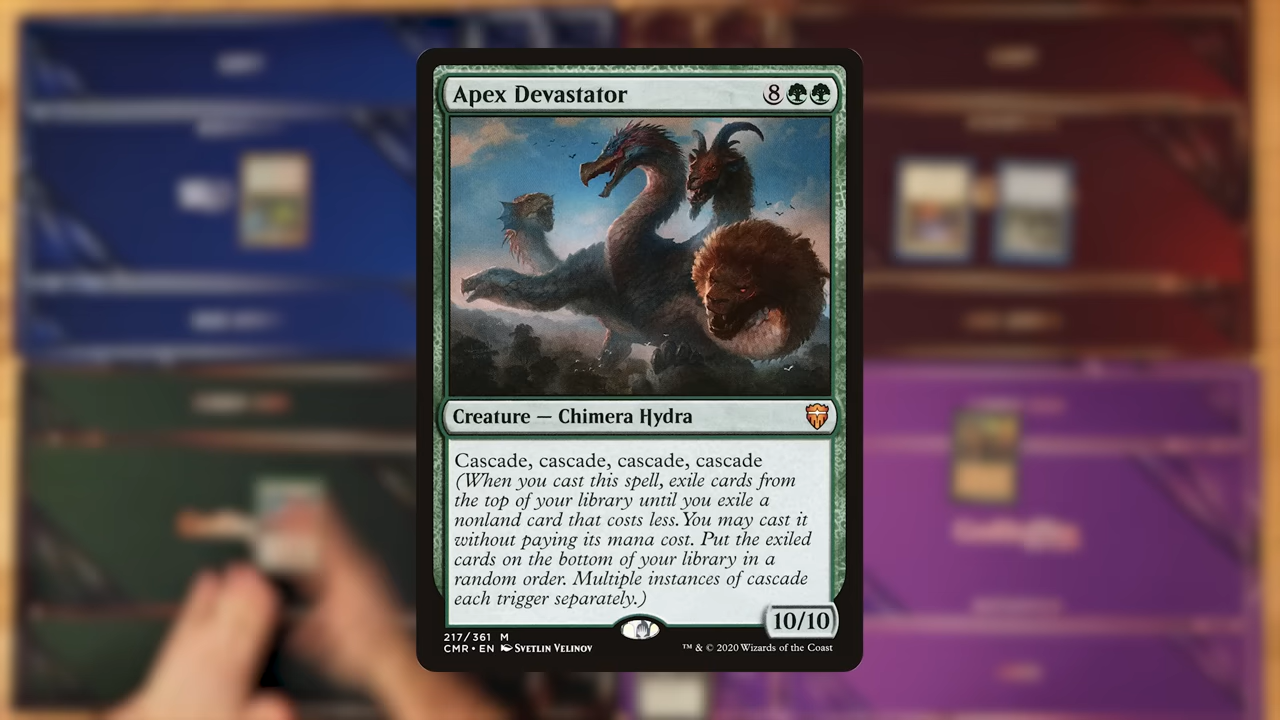 Apex Devastator 8
Creature — Chimera Hydra
Cascade, cascade, cascade, cascade
(When you cast this spell, exile cards from
the top of your library until you exile a
nonland card that costs less. You may cast it
without paying its mana cost. Put the exiled
cards on the bottom of your library in a
random order. Multiple instances of cascade
each trigger separately.)
10/10
217/361 M
CMR • EN Svetlin Velinov
™ & © 2020 Wizards of the Coast